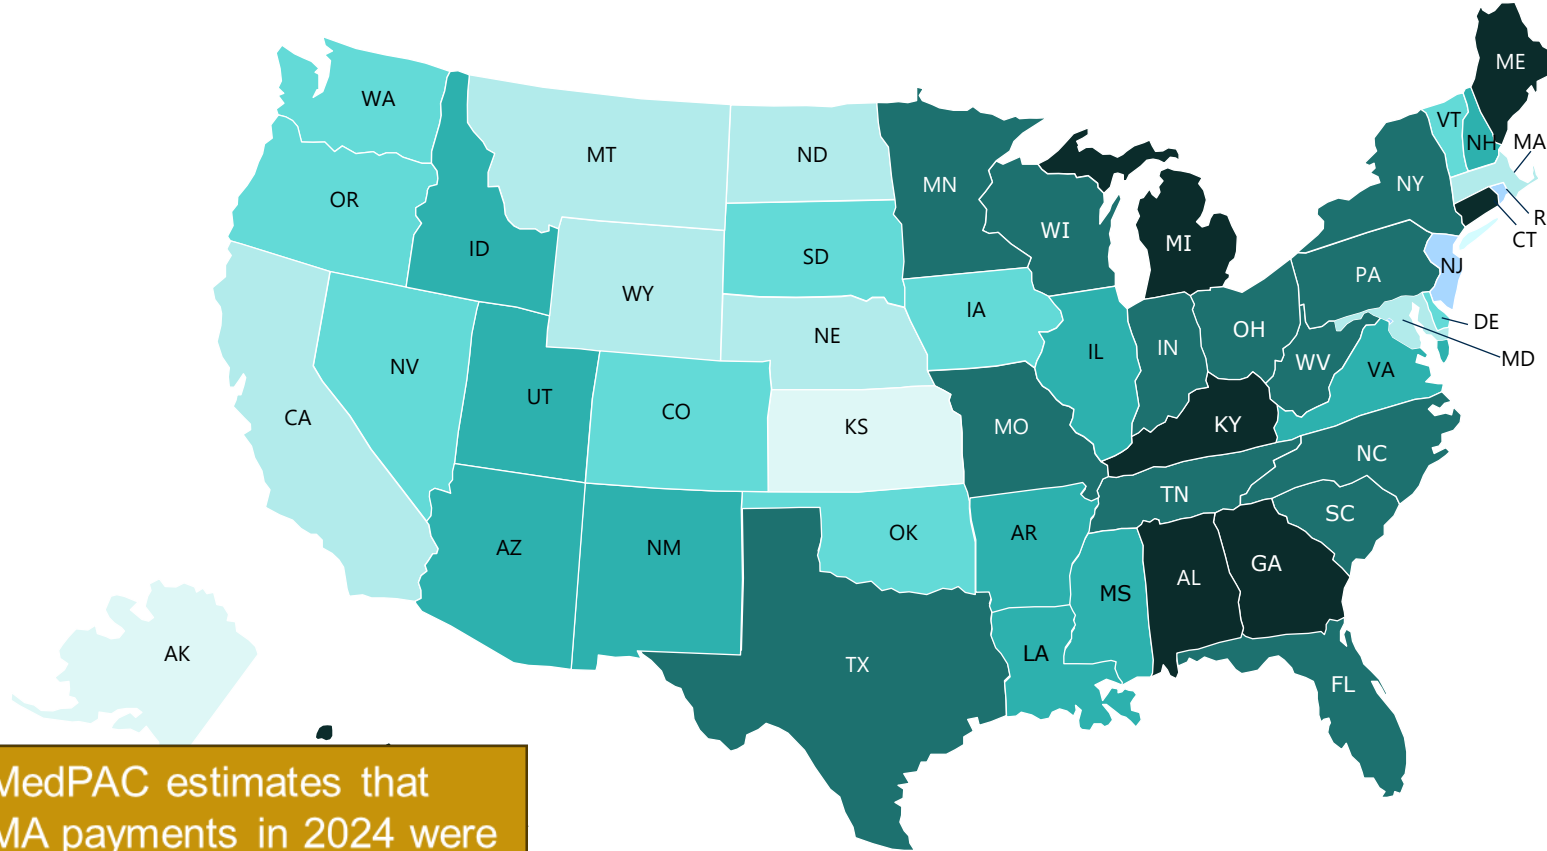 ME
WA
VT
NH
MA
MT
ND
MN
NY
OR
R
WI
CT
MI
ID
SD
NJ
PA
WY
IA
DE
NE
OH
IL
IN
MD
WV
NV
VA
UT
CO
CA
KS
MO
KY
NC
TN
SC
AZ
NM
OK
AR
GA
AL
MS
AK
LA
TX
FL
MedPAC estimates that
MA payments in 2024 were